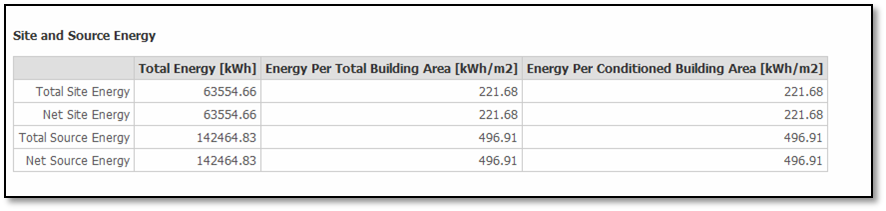 Site and Source Energy
Total Energy [kWh] Energy Per Total Building Area [kWh/m2] Energy Per Conditioned Building Area [kWh/m2]
Total Site Energy 63554.66 221.68 221.68
Net Site Energy 63554.66 221.68 221.68
Total Source Energy 142464.83 496.91 496.91
Net Source Energy 142464.83 496.91 496.91